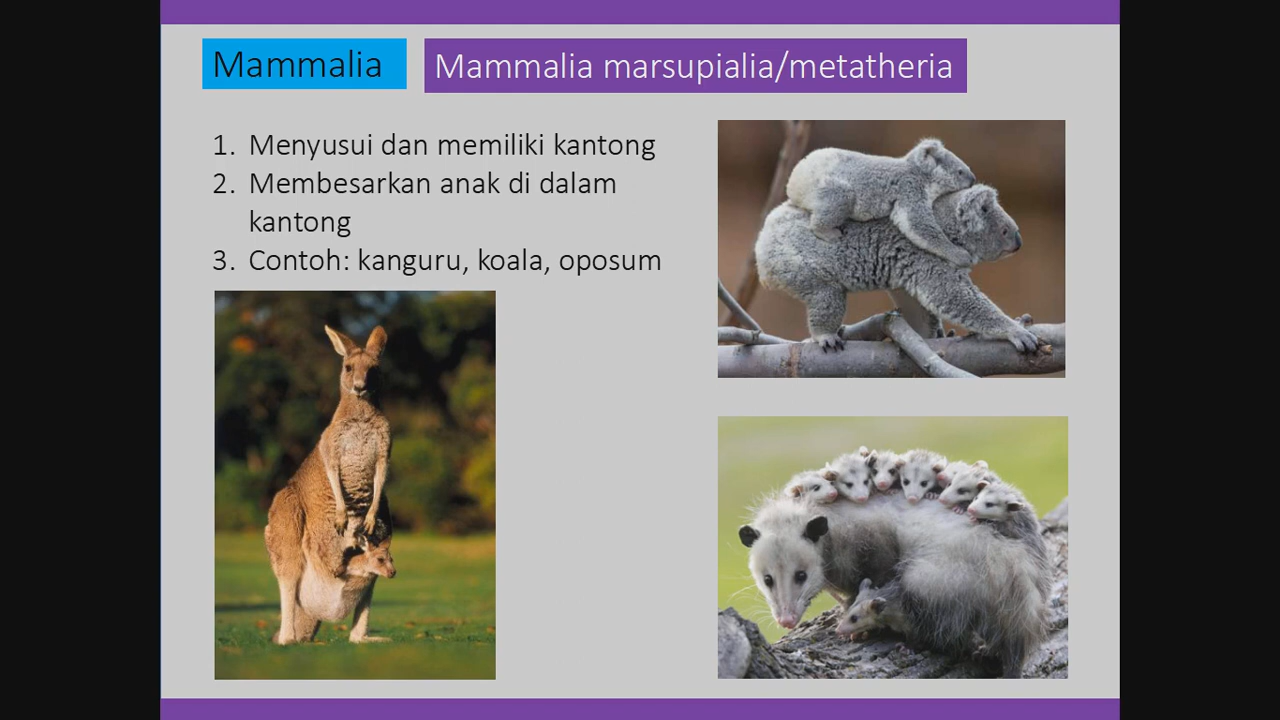 Mammalia
Mammalia marsupialia/metatheria
1. Menyusui dan memiliki kantong
2. Membesarkan anak di dalam
kantong
3. Contoh: kanguru, koala, oposum